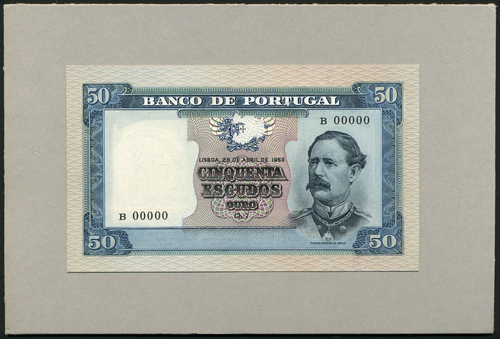 50
50
BANCO DE PORTUGAL
B 00000
LISBOA, 28 DE ABRIL DE 1953
CINQUENTA
ESCUDOS
OURO
B 00000
50
50